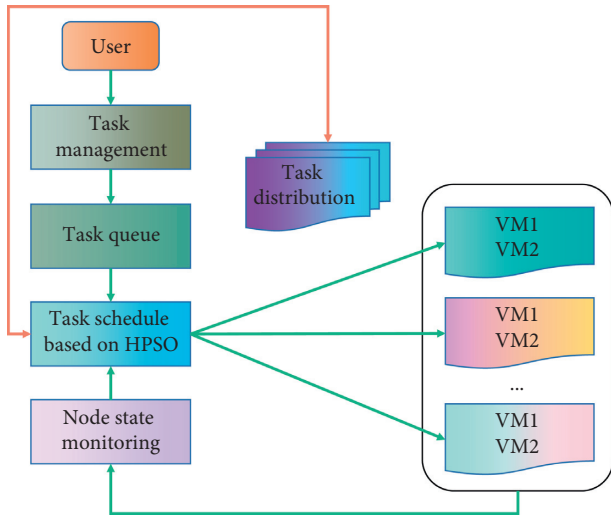 User
Task
management
Task queue
Task schedule
based on HPSO
Node state
monitoring
Task
distribution
VM1
VM2
VM1
VM2
...
VM1
VM2